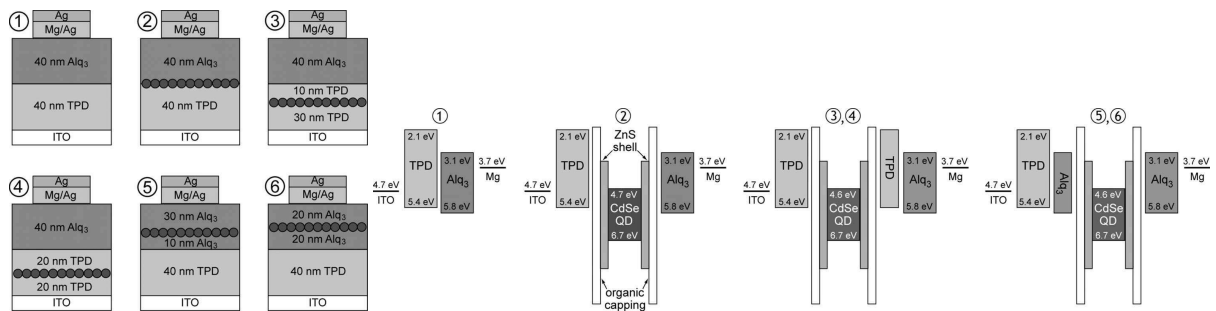 ①
Ag
Mg/Ag
40 nm Alq₃
40 nm TPD
ITO
②
Ag
Mg/Ag
40 nm Alq₃
40 nm TPD
ITO
③
Ag
Mg/Ag
40 nm Alq₃
10 nm TPD
30 nm TPD
ITO
④
Ag
Mg/Ag
40 nm Alq₃
20 nm TPD
20 nm TPD
ITO
⑤
Ag
Mg/Ag
30 nm Alq₃
10 nm Alq₃
40 nm TPD
ITO
⑥
Ag
Mg/Ag
20 nm Alq₃
20 nm Alq₃
40 nm TPD
ITO
①
2.1 eV
TPD
5.4 eV
4.7 eV
ITO
3.1 eV
Alq₃
5.8 eV
3.7 eV
Mg
②
ZnS
shell
2.1 eV
TPD
5.4 eV
4.7 eV
ITO
4.7 eV
CdSe
QD
6.7 eV
3.1 eV
Alq₃
5.8 eV
3.7 eV
Mg
organic
capping
③,④
2.1 eV
TPD
5.4 eV
4.7 eV
ITO
4.6 eV
CdSe
QD
6.7 eV
TPD
3.1 eV
Alq₃
5.8 eV
3.7 eV
Mg
⑤,⑥
2.1 eV
TPD
5.4 eV
4.7 eV
ITO
Alq₃
4.6 eV
CdSe
QD
6.7 eV
3.1 eV
Alq₃
5.8 eV
3.7 eV
Mg